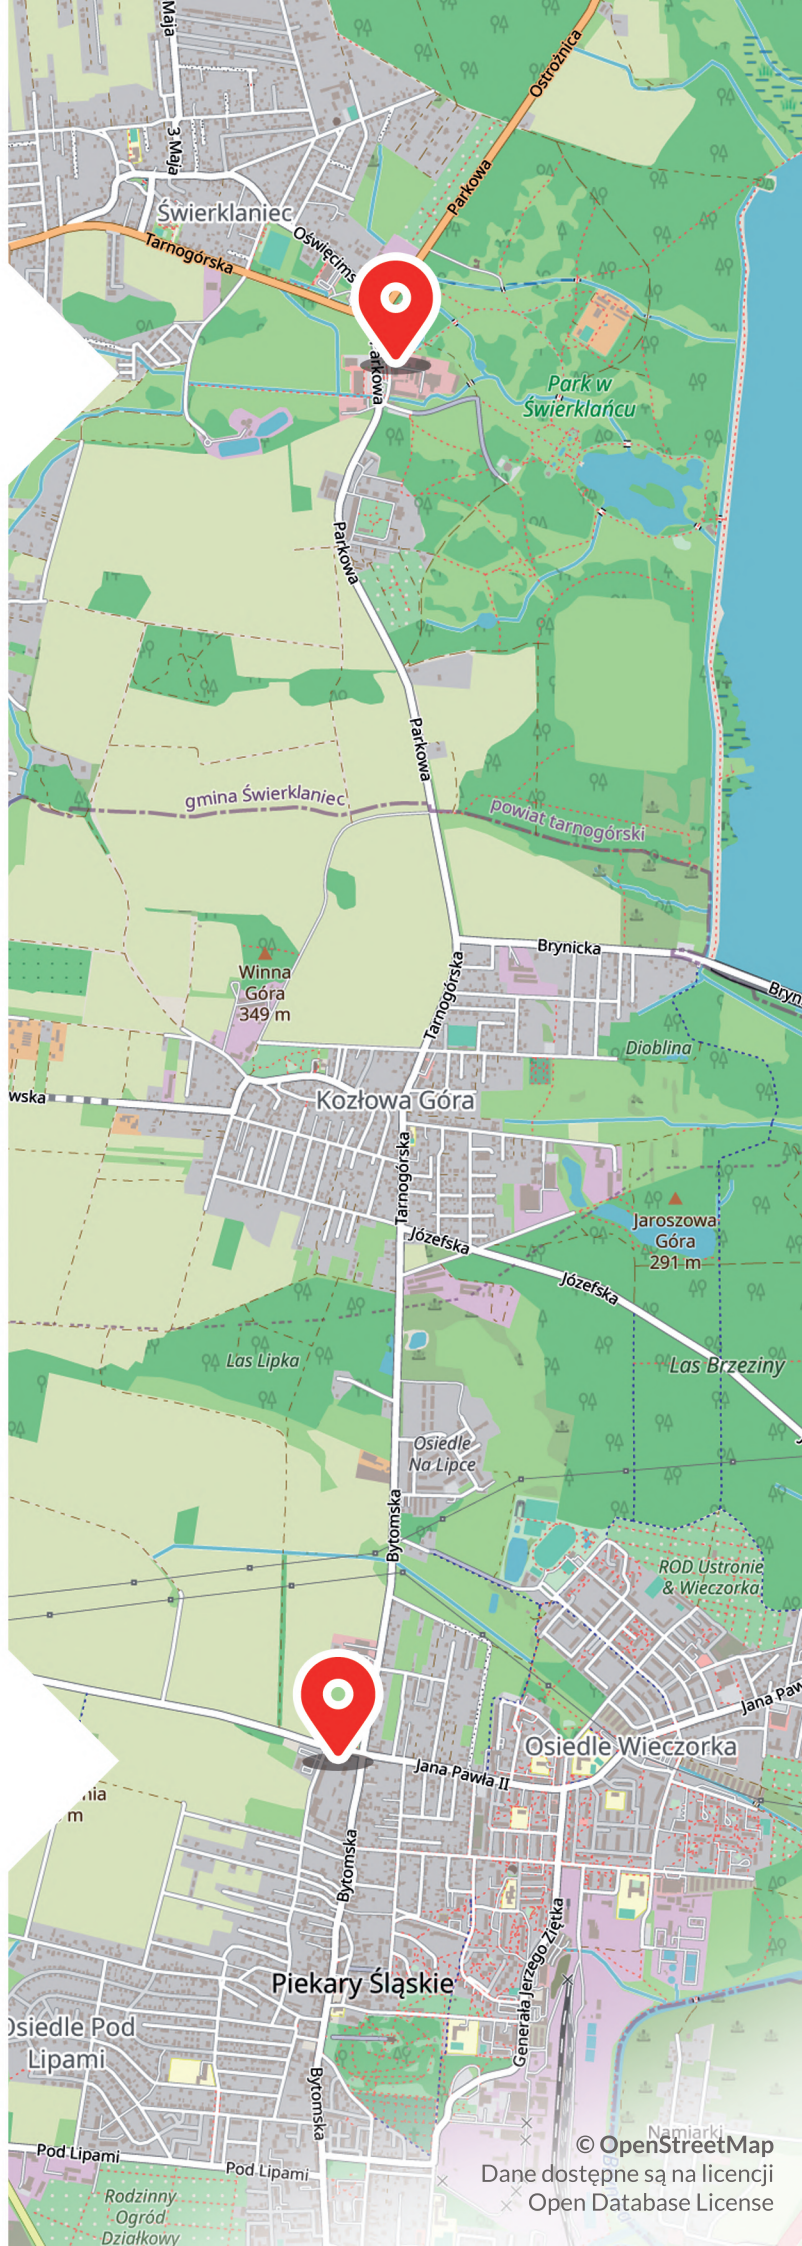 Maja
Ostrożnica
3 Maja
Parkowa
Świerklaniec
Tarnogórska
Oświęcims
Parkowa
Park w
Świerklańcu
Parkowa
Parkowa
gmina Świerklaniec
powiat tarnogórski
Brynicka
Winna
Góra
349 m
Tarnogórska
Bryn
Dioblina
wska
Kozłowa Góra
Tarnogórska
Józefska
Jaroszowa
Góra
291 m
Józefska
Las Lipka
Las Brzeziny
Osiedle
Na Lipce
Bytomska
ROD Ustronie
& Wieczorka
Jana Paw
Osiedle Wieczorka
Jana Pawła II
nia
m
Bytomska
Generała Jerzego Ziętka
Piekary Śląskie
Osiedle Pod
Lipami
Bytomska
Namiarki
Pod Lipami
Pod Lipami
© OpenStreetMap
Dane dostępne są na licencji
Open Database License
Rodzinny
Ogród
Działkowy